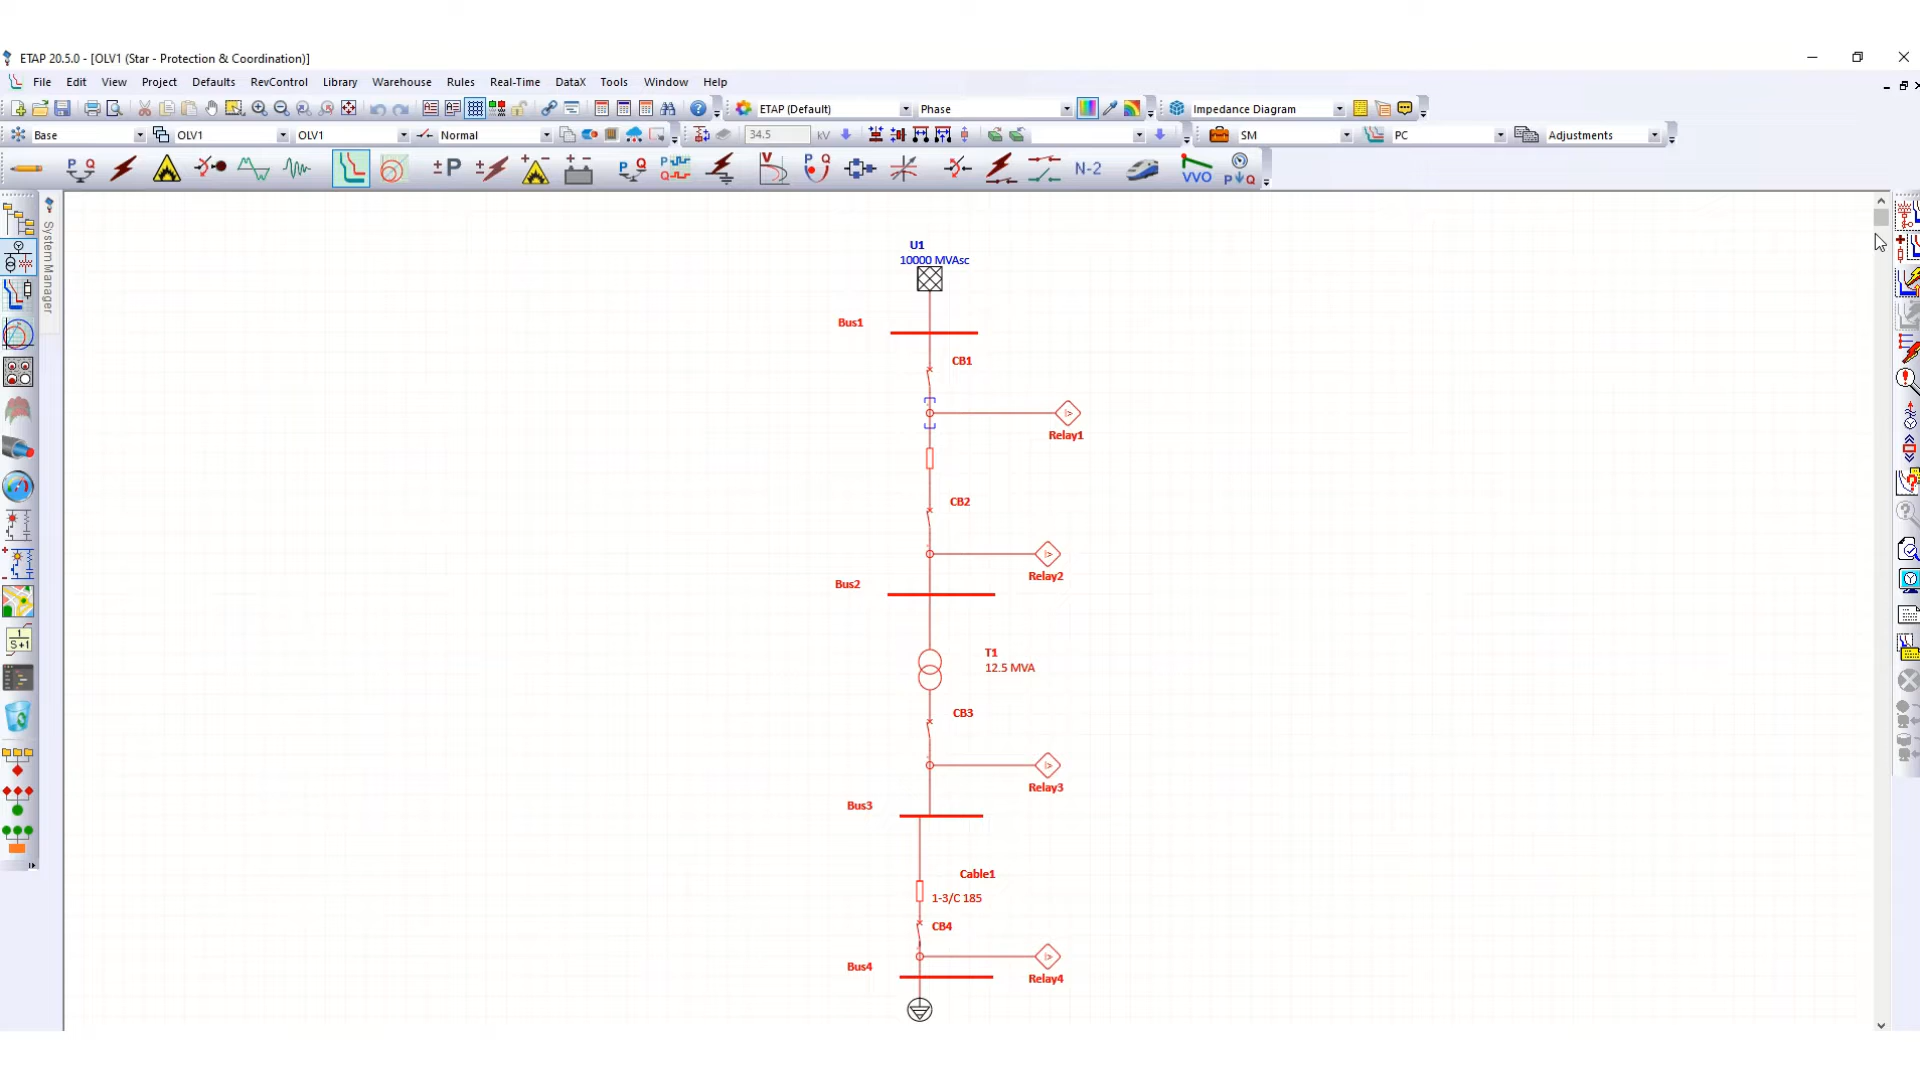 ETAP 20.5.0 - [OLV1 (Star - Protection & Coordination)]
File Edit View Project Defaults RevControl Library Warehouse Rules Real-Time DataX Tools Window Help
ETAP (Default) Phase Impedance Diagram
Base OLV1 OLV1 Normal 34.5 kV SM PC Adjustments
P Q ± P ± P Q P Q V P Q N-2 VVO P Q
System Manager
U1
10000 MVAsc
Bus1
CB1
Relay1
CB2
Relay2
Bus2
T1
12.5 MVA
CB3
Relay3
Bus3
Cable1
1-3/C 185
CB4
Bus4
Relay4
1
S+1